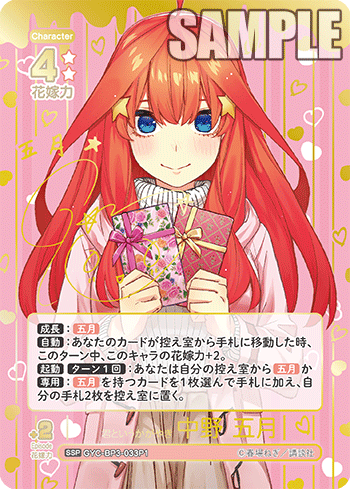 SAMPLE
Character
4
花嫁力
五月
成長：五月
自動：あなたのカードが控え室から手札に移動した時、
このターン中、このキャラの花嫁力+2。
起動 ターン1回：あなたは自分の控え室から 五月 か
専用：五月 を持つカードを1枚選んで手札に加え、自
分の手札2枚を控え室に置く。
中野 五月
+2
Episode
花嫁力
SSP GYC-BP3-033P1
©春場ねぎ／講談社